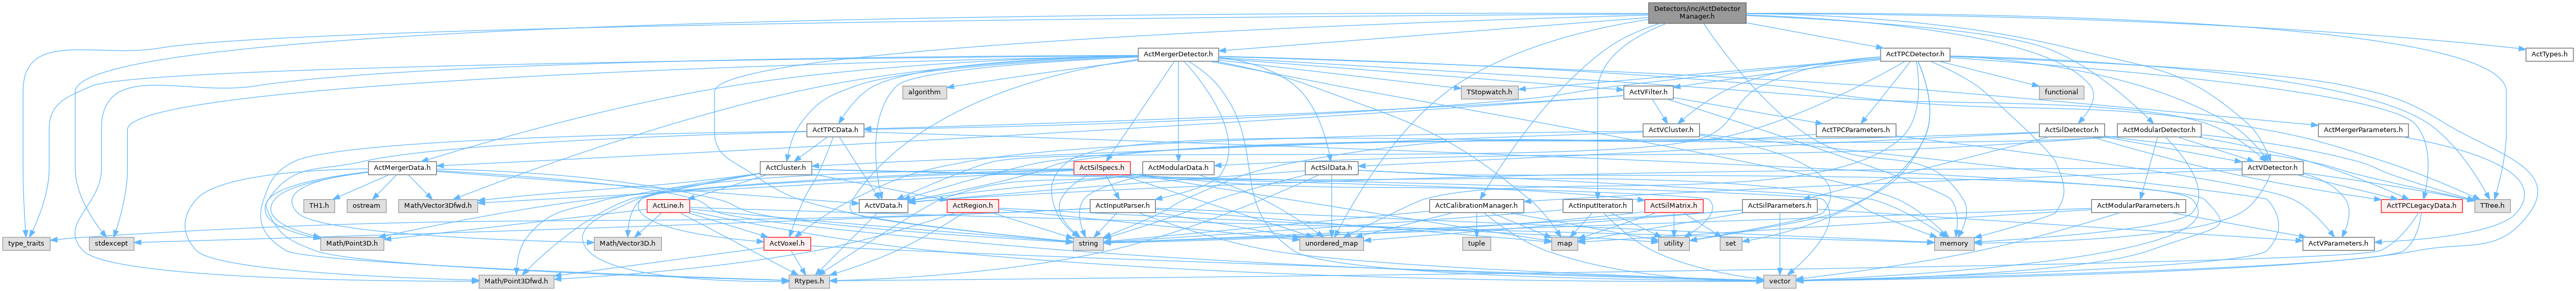 Detectors/inc/ActDetector
Manager.h
ActMergerDetector.h
ActTPCDetector.h
ActTypes.h
algorithm
TStopwatch.h
ActVFilter.h
functional
ActTPCData.h
ActVCluster.h
ActTPCParameters.h
ActSilDetector.h
ActModularDetector.h
ActMergerParameters.h
ActMergerData.h
ActCluster.h
ActSilSpecs.h
ActModularData.h
ActSilData.h
ActVDetector.h
TH1.h
ostream
Math/Vector3Dfwd.h
ActLine.h
ActRegion.h
ActVData.h
ActInputParser.h
ActCalibrationManager.h
ActInputIterator.h
ActSilMatrix.h
ActSilParameters.h
ActModularParameters.h
ActTPCLegacyData.h
TTree.h
type_traits
stdexcept
Math/Point3D.h
Math/Vector3D.h
ActVoxel.h
string
unordered_map
tuple
map
utility
set
memory
ActVParameters.h
Math/Point3Dfwd.h
Rtypes.h
vector